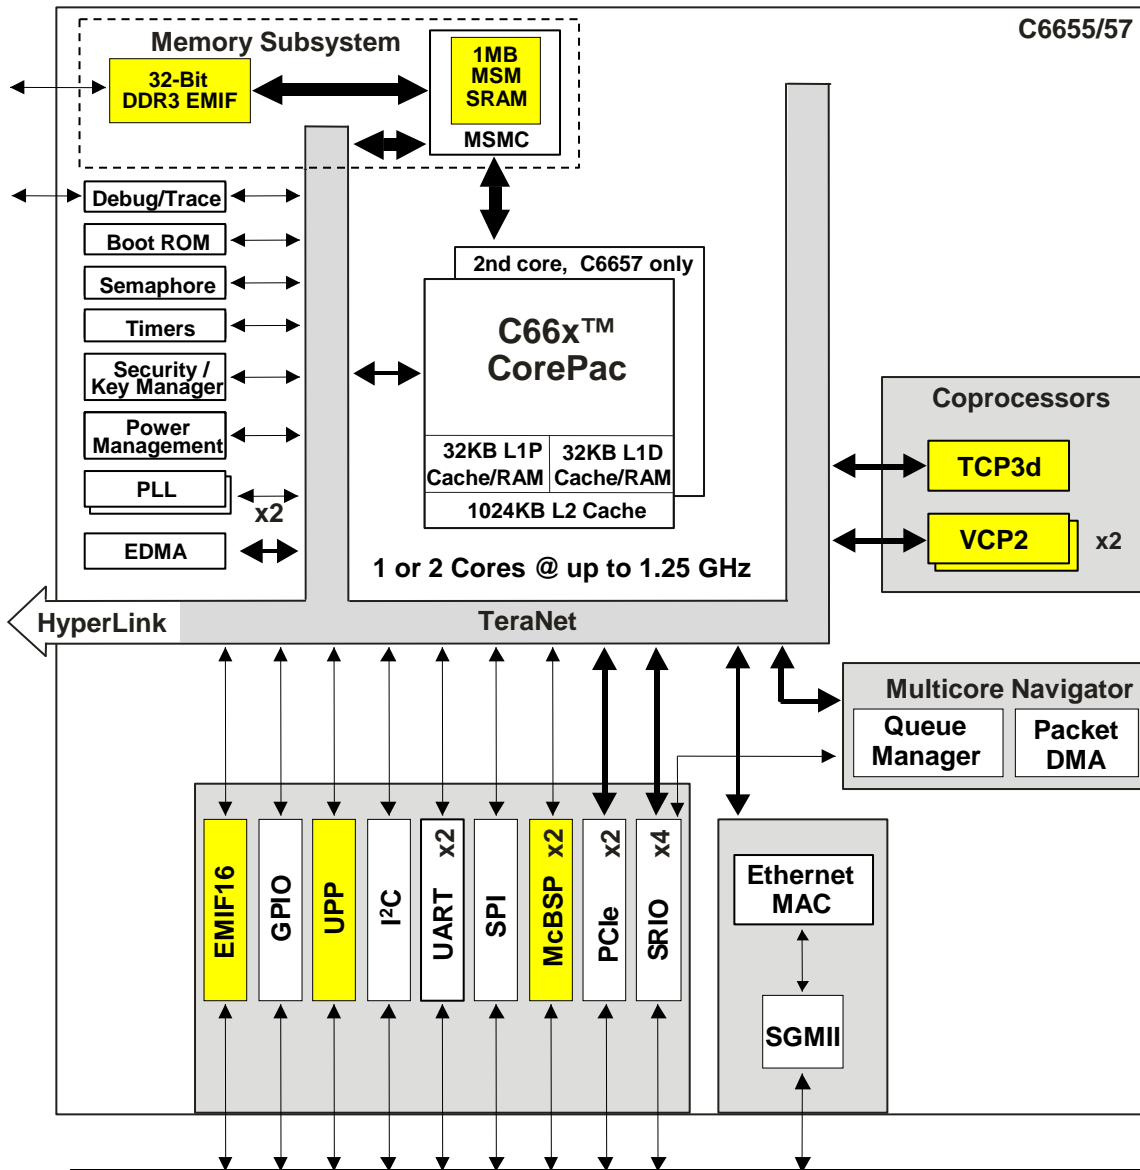 C6655/57
Memory Subsystem
32-Bit
DDR3 EMIF
1MB
MSM
SRAM
MSMC
Debug/Trace
Boot ROM
Semaphore
Timers
Security /
Key Manager
Power
Management
PLL
x2
EDMA
2nd core, C6657 only
C66x™
CorePac
32KB L1P
Cache/RAM
32KB L1D
Cache/RAM
1024KB L2 Cache
1 or 2 Cores @ up to 1.25 GHz
Coprocessors
TCP3d
VCP2
x2
HyperLink
TeraNet
Multicore Navigator
Queue
Manager
Packet
DMA
EMIF16
GPIO
UPP
I²C
UART x2
SPI
McBSP x2
PCIe x2
SRIO x4
Ethernet
MAC
SGMII